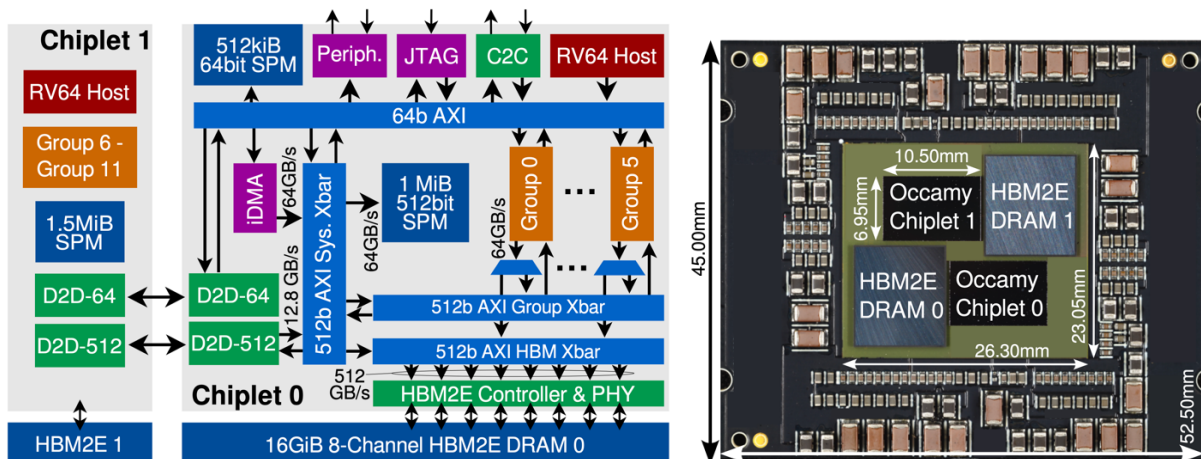 Chiplet 1
RV64 Host
Group 6 -
Group 11
1.5MiB
SPM
D2D-64
D2D-512
HBM2E 1
512kiB
64bit SPM
Periph.
JTAG
C2C
RV64 Host
64b AXI
iDMA
64GB/s
512b AXI Sys. Xbar
64GB/s
1 MiB
512bit
SPM
Group 0
...
Group 5
64GB/s
...
D2D-64
12.8 GB/s
D2D-512
512b AXI Group Xbar
512b AXI HBM Xbar
512
GB/s
HBM2E Controller & PHY
Chiplet 0
16GiB 8-Channel HBM2E DRAM 0
45.00mm
10.50mm
6.95mm
Occamy
Chiplet 1
HBM2E
DRAM 1
HBM2E
DRAM 0
Occamy
Chiplet 0
23.05mm
26.30mm
52.50mm